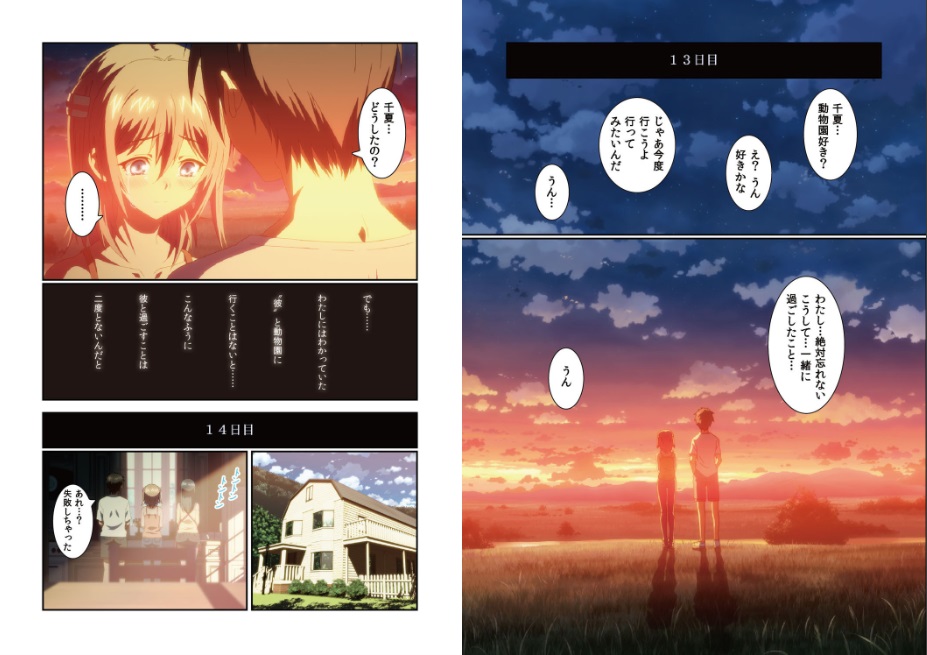 13日目
千夏…
動物園好き？
え？うん
好きかな
じゃあ今度
行こうよ
行って
みたいんだ
うん…
わたし…絶対忘れない
こうして…一緒に
過ごしたこと…
うん
千夏…
どうしたの？
………
でも……
わたしにはわかっていた
“彼”と動物園に
行くことはないと……
こんなふうに
彼と過ごすことは
二度とないんだと
14日目
あれ…？
失敗しちゃった